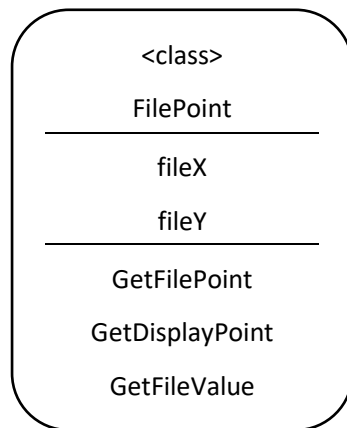 <class>
FilePoint
fileX
fileY
GetFilePoint
GetDisplayPoint
GetFileValue